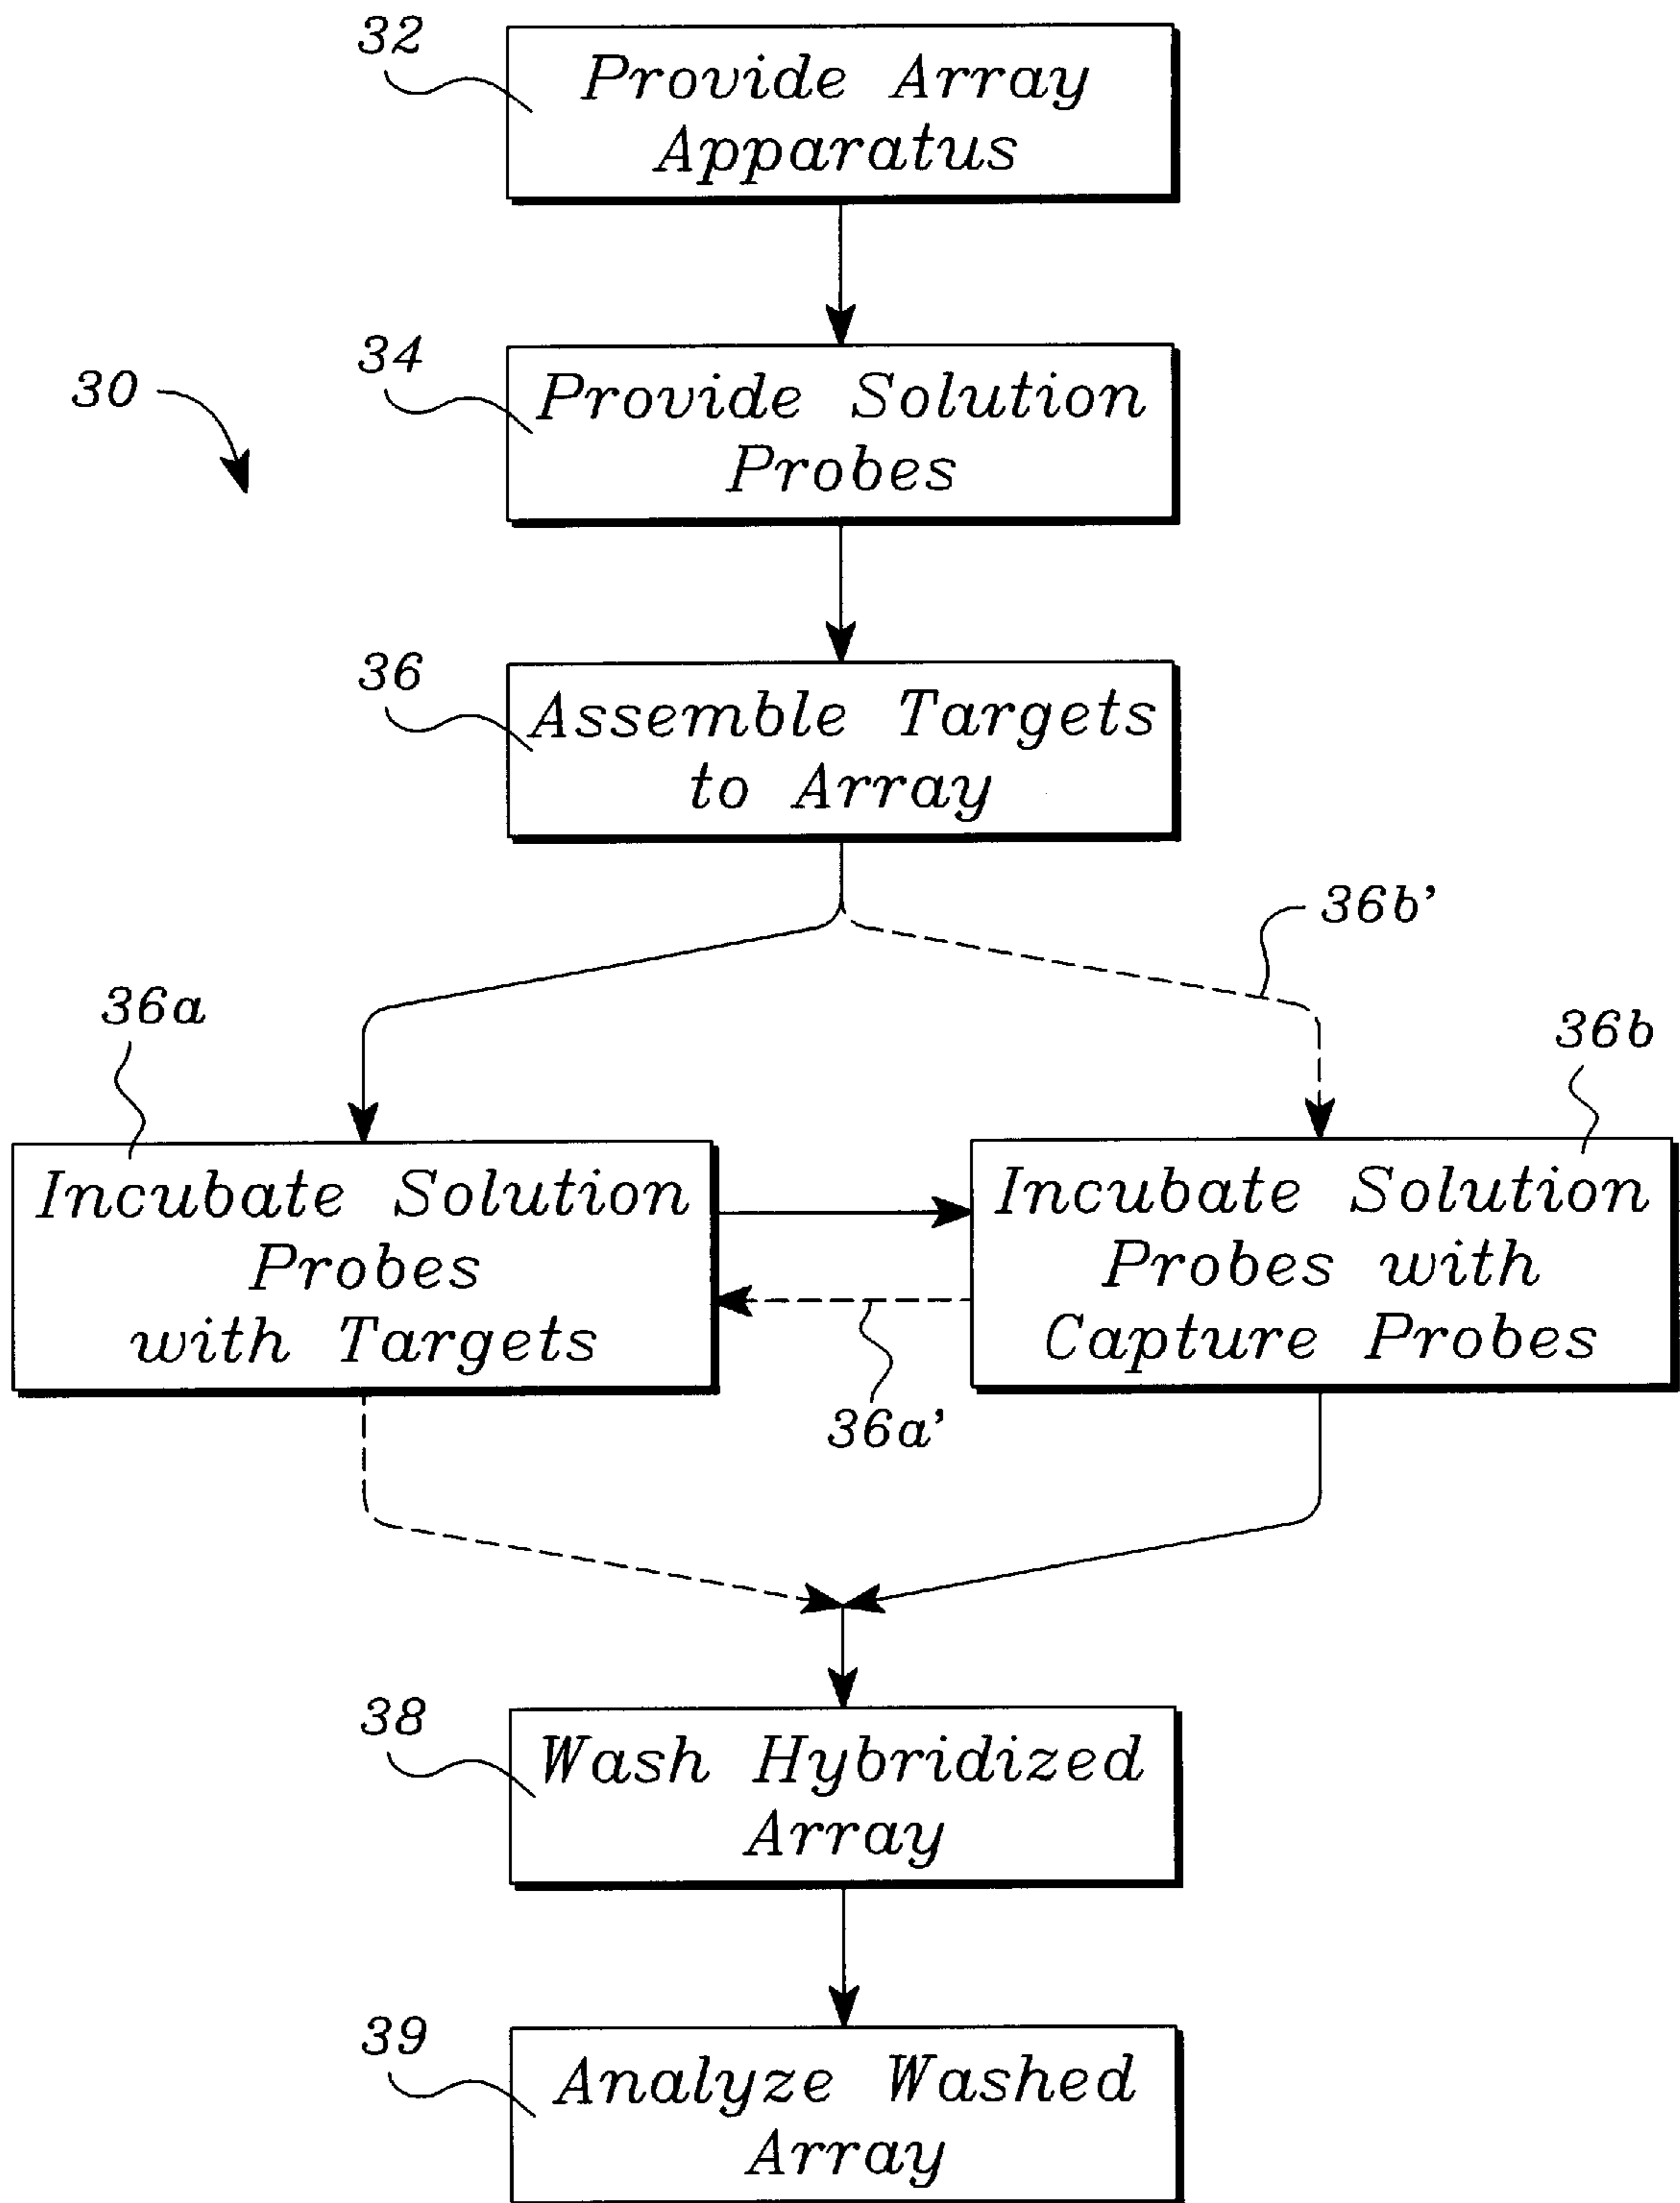 32
Provide Array
Apparatus
34
30
Provide Solution
Probes
36
Assemble Targets
to Array
36b'
36a
36b
Incubate Solution
Probes
with Targets
Incubate Solution
Probes with
Capture Probes
36a'
38
Wash Hybridized
Array
39
Analyze Washed
Array